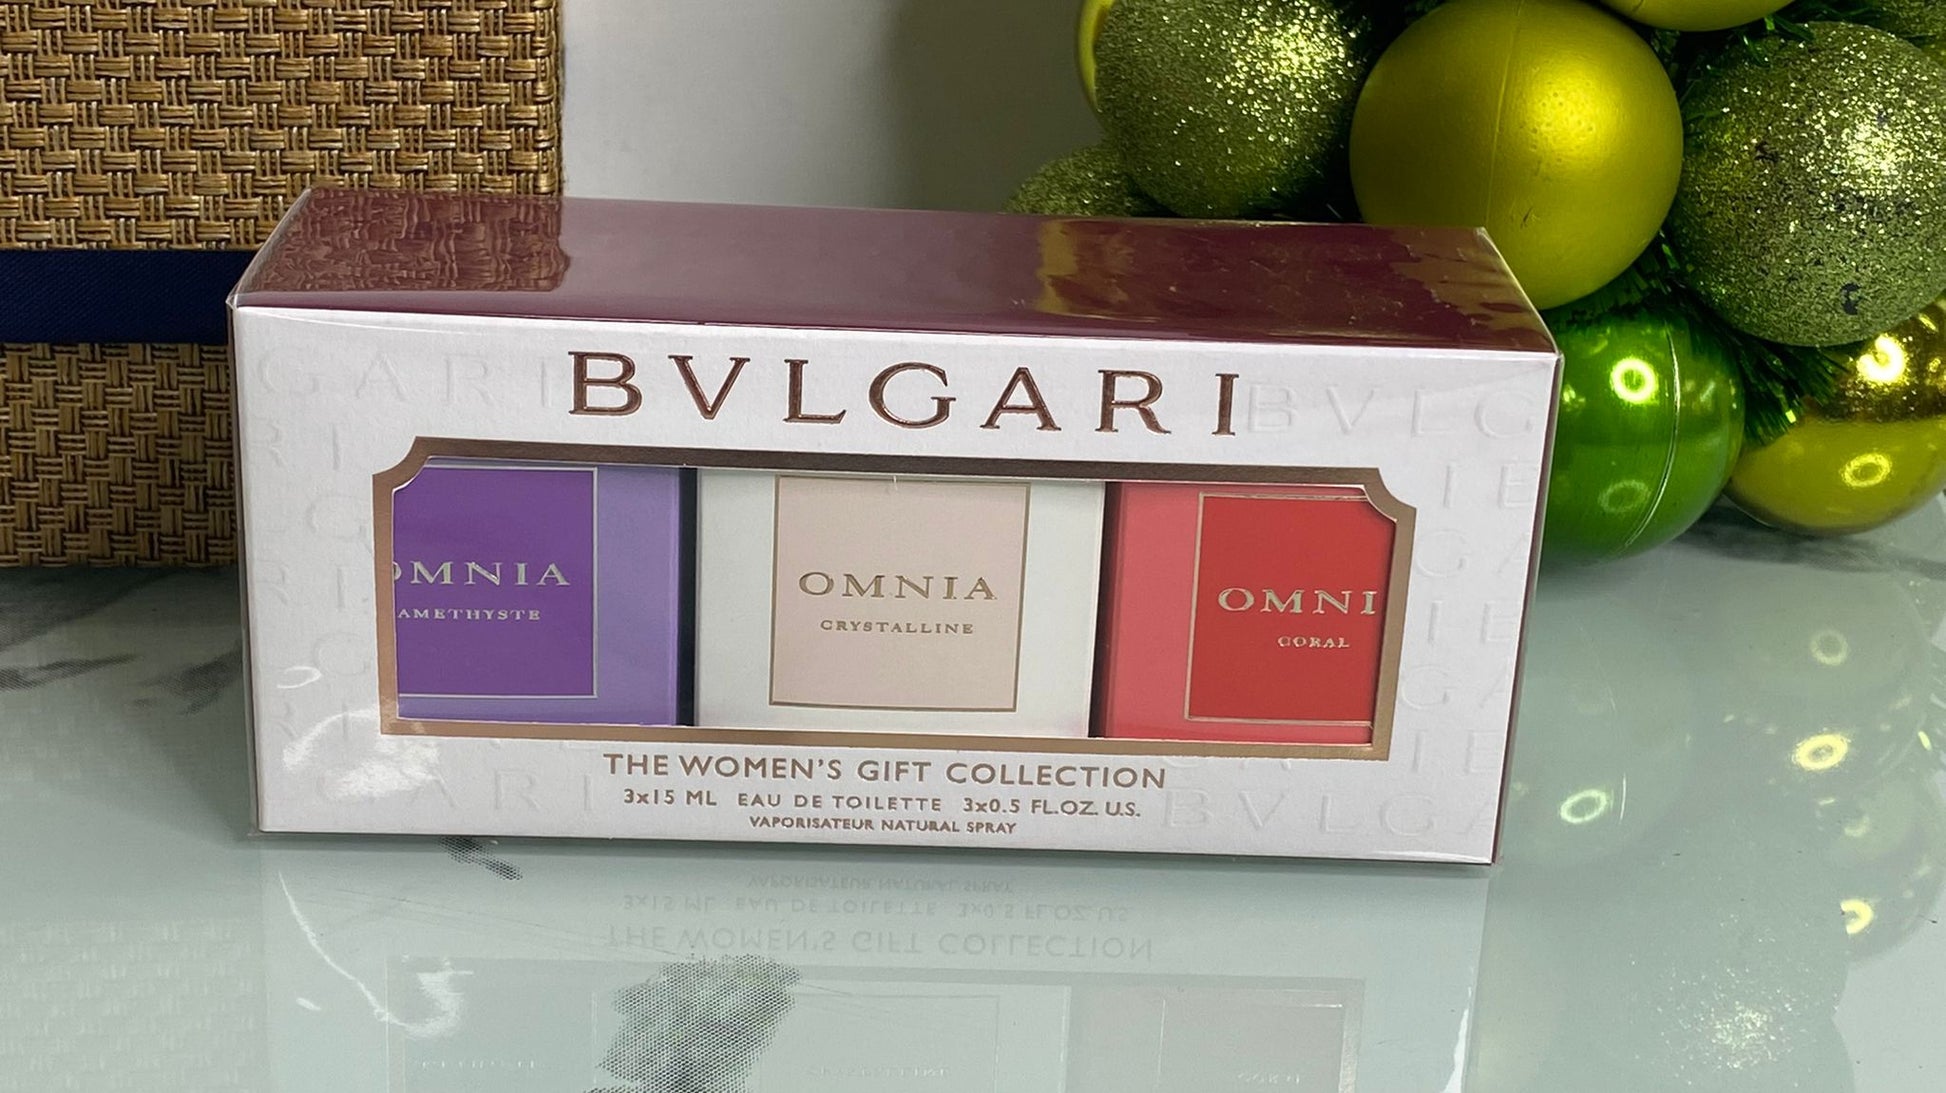 BVLGARI
OMNIA
AMETHYSTE
OMNIA
CRYSTALLINE
OMNI
CORAL
THE WOMEN'S GIFT COLLECTION
3x15 ML EAU DE TOILETTE 3x0.5 FL.OZ. U.S.
VAPORISATEUR NATURAL SPRAY